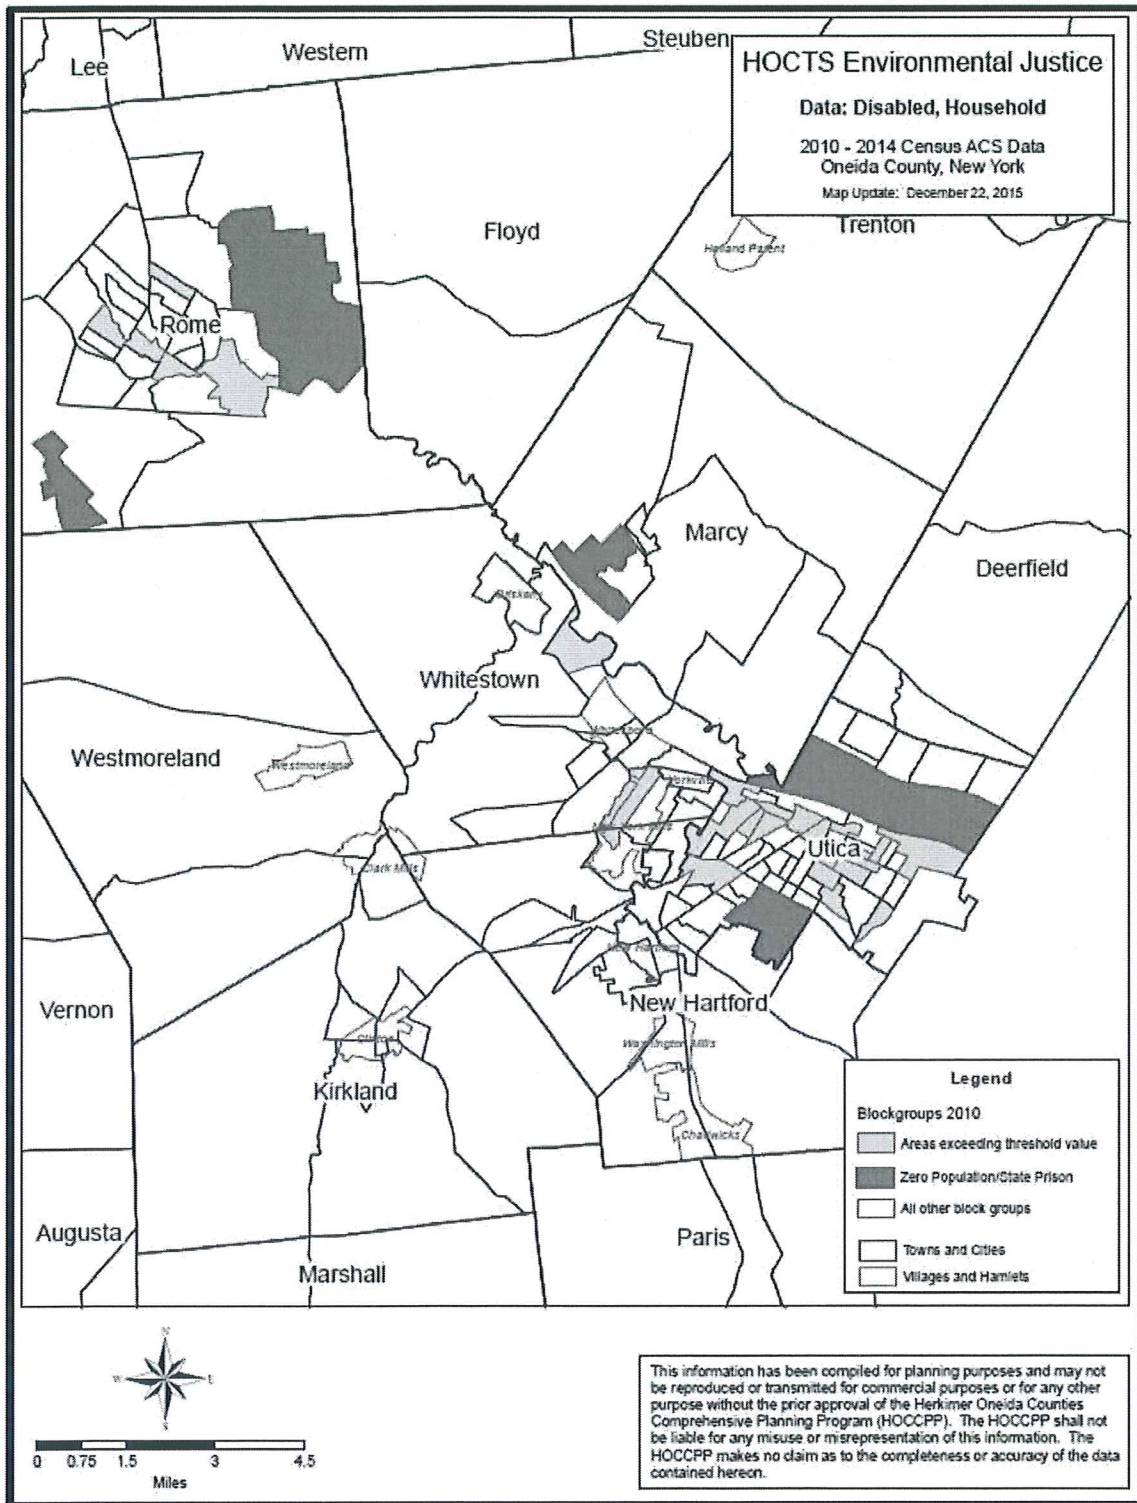 Lee
Western
Steuben
HOCTS Environmental Justice
Data: Disabled, Household
2010 - 2014 Census ACS Data
Oneida County, New York
Map Update: December 22, 2015
Floyd
Trenton
Holland Patent
Rome
Marcy
Deerfield
Oriskany
Whitestown
Westmoreland
Westmoreland
Utica
Clark Mills
New Hartford
Vernon
New Hartford
Clinton
Washington Mills
Kirkland
Chadwicks
Augusta
Paris
Marshall
Legend
Blockgroups 2010
Areas exceeding threshold value
Zero Population/State Prison
All other block groups
Towns and Cities
Villages and Hamlets
N
W
E
S
0 0.75 1.5 3 4.5
Miles
This information has been compiled for planning purposes and may not
be reproduced or transmitted for commercial purposes or for any other
purpose without the prior approval of the Herkimer Oneida Counties
Comprehensive Planning Program (HOCCPP). The HOCCPP shall not
be liable for any misuse or misrepresentation of this information. The
HOCCPP makes no claim as to the completeness or accuracy of the data
contained hereon.